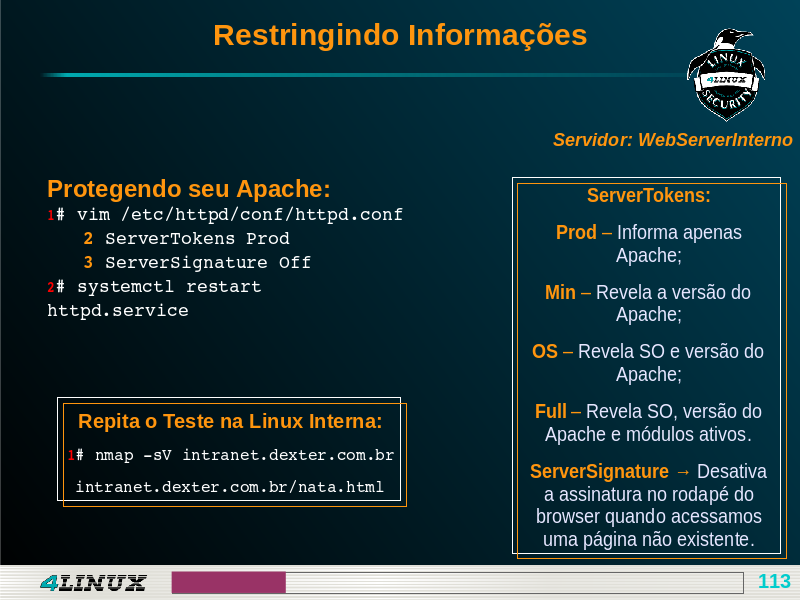 Restringindo Informações
LINUX
4LINUX
SECURITY
Servidor: WebServerInterno
Protegendo seu Apache:
1# vim /etc/httpd/conf/httpd.conf
2 ServerTokens Prod
3 ServerSignature Off
2# systemctl restart
httpd.service
Repita o Teste na Linux Interna:
1# nmap -sV intranet.dexter.com.br
intranet.dexter.com.br/nata.html
ServerTokens:
Prod – Informa apenas
Apache;
Min – Revela a versão do
Apache;
OS – Revela SO e versão do
Apache;
Full – Revela SO, versão do
Apache e módulos ativos.
ServerSignature → Desativa
a assinatura no rodapé do
browser quando acessamos
uma página não existente.
4LINUX
113